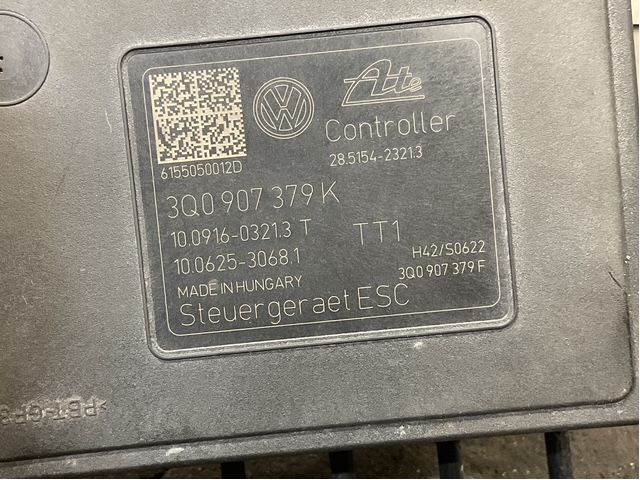 Ate
Controller
28.5154-2321.3
6155050012D
3Q0 907 379 K
10.0916-0321.3 T
TT1
10.0625-3068.1
H42/S0622
3Q0 907 379 F
MADE IN HUNGARY
Steuergeraet ESC